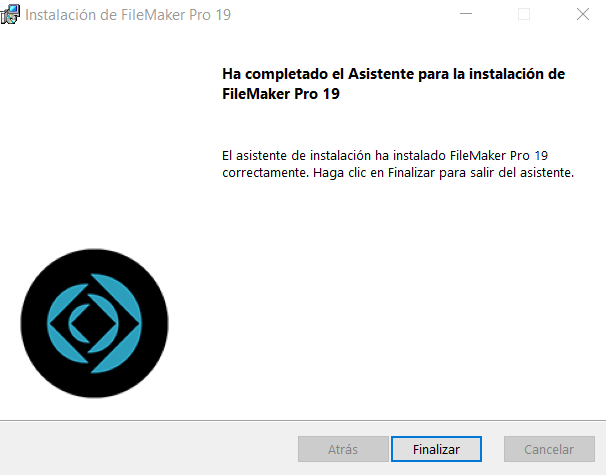 Instalación de FileMaker Pro 19
Ha completado el Asistente para la instalación de
FileMaker Pro 19
El asistente de instalación ha instalado FileMaker Pro 19
correctamente. Haga clic en Finalizar para salir del asistente.
Atrás
Finalizar
Cancelar